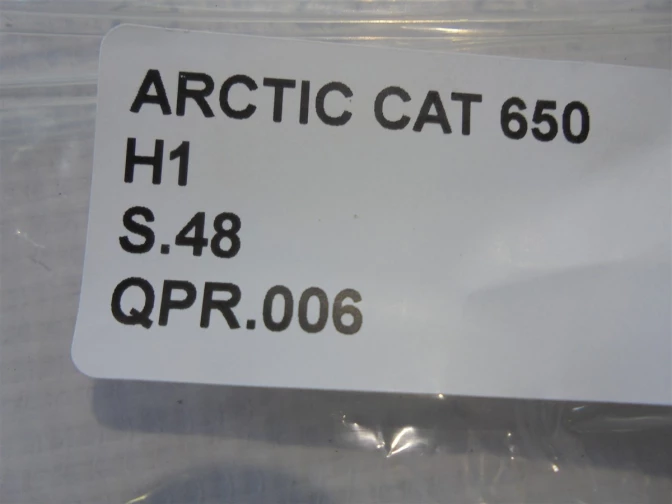 ARCTIC CAT 650
H1
S.48
QPR.006